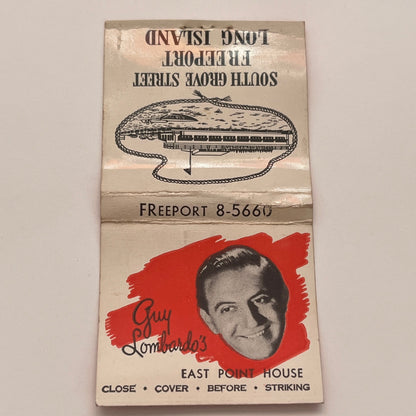 SOUTH GROVE STREET
FREEPORT
LONG ISLAND
FREEPORT 8-5660
Guy
Lombardo's
EAST POINT HOUSE
CLOSE • COVER • BEFORE • STRIKING